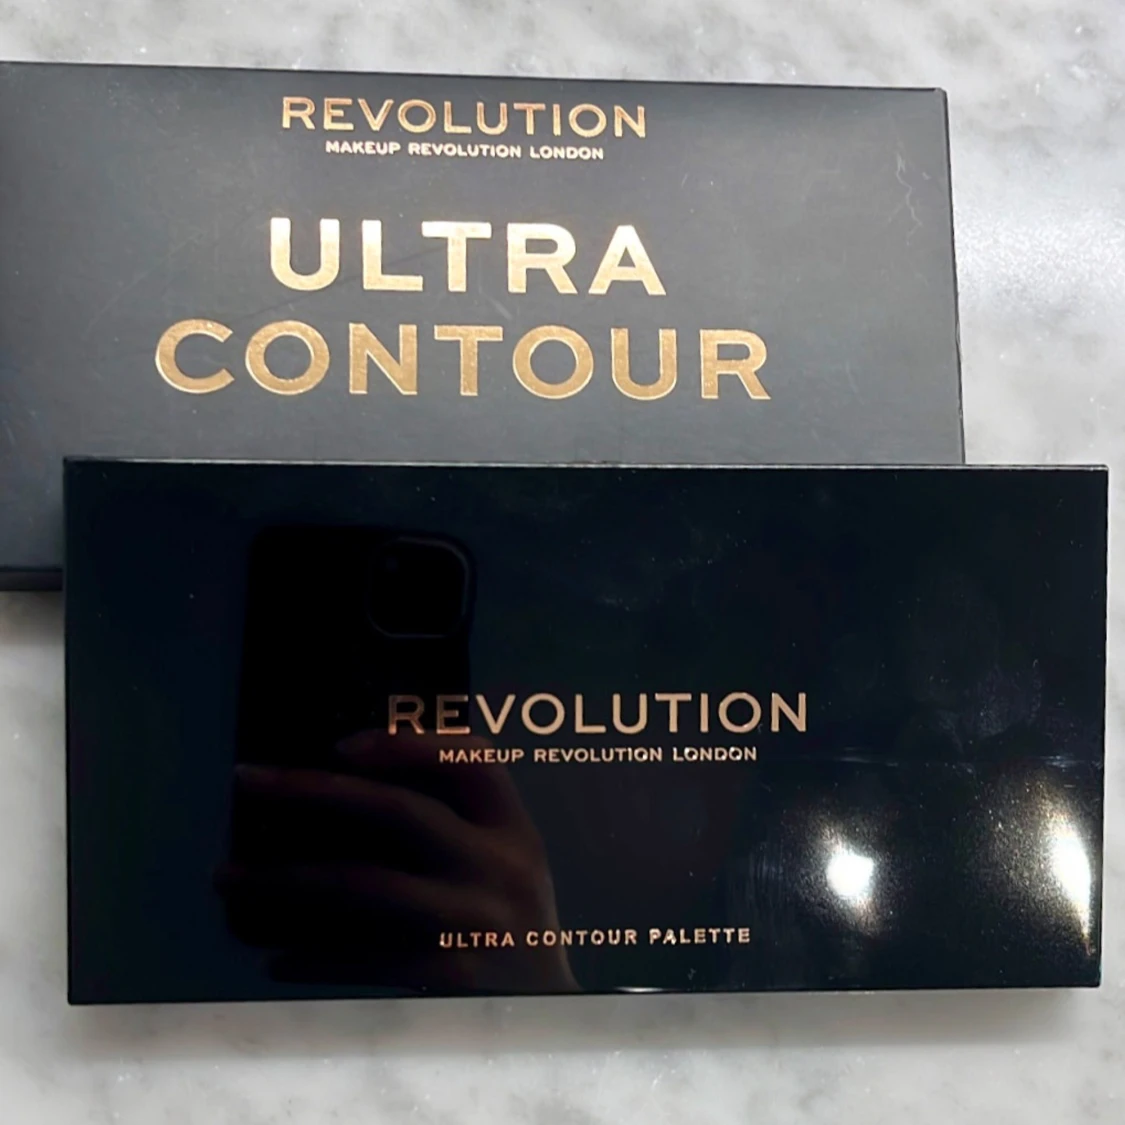 REVOLUTION
MAKEUP REVOLUTION LONDON
ULTRA
CONTOUR
REVOLUTION
MAKEUP REVOLUTION LONDON
ULTRA CONTOUR PALETTE